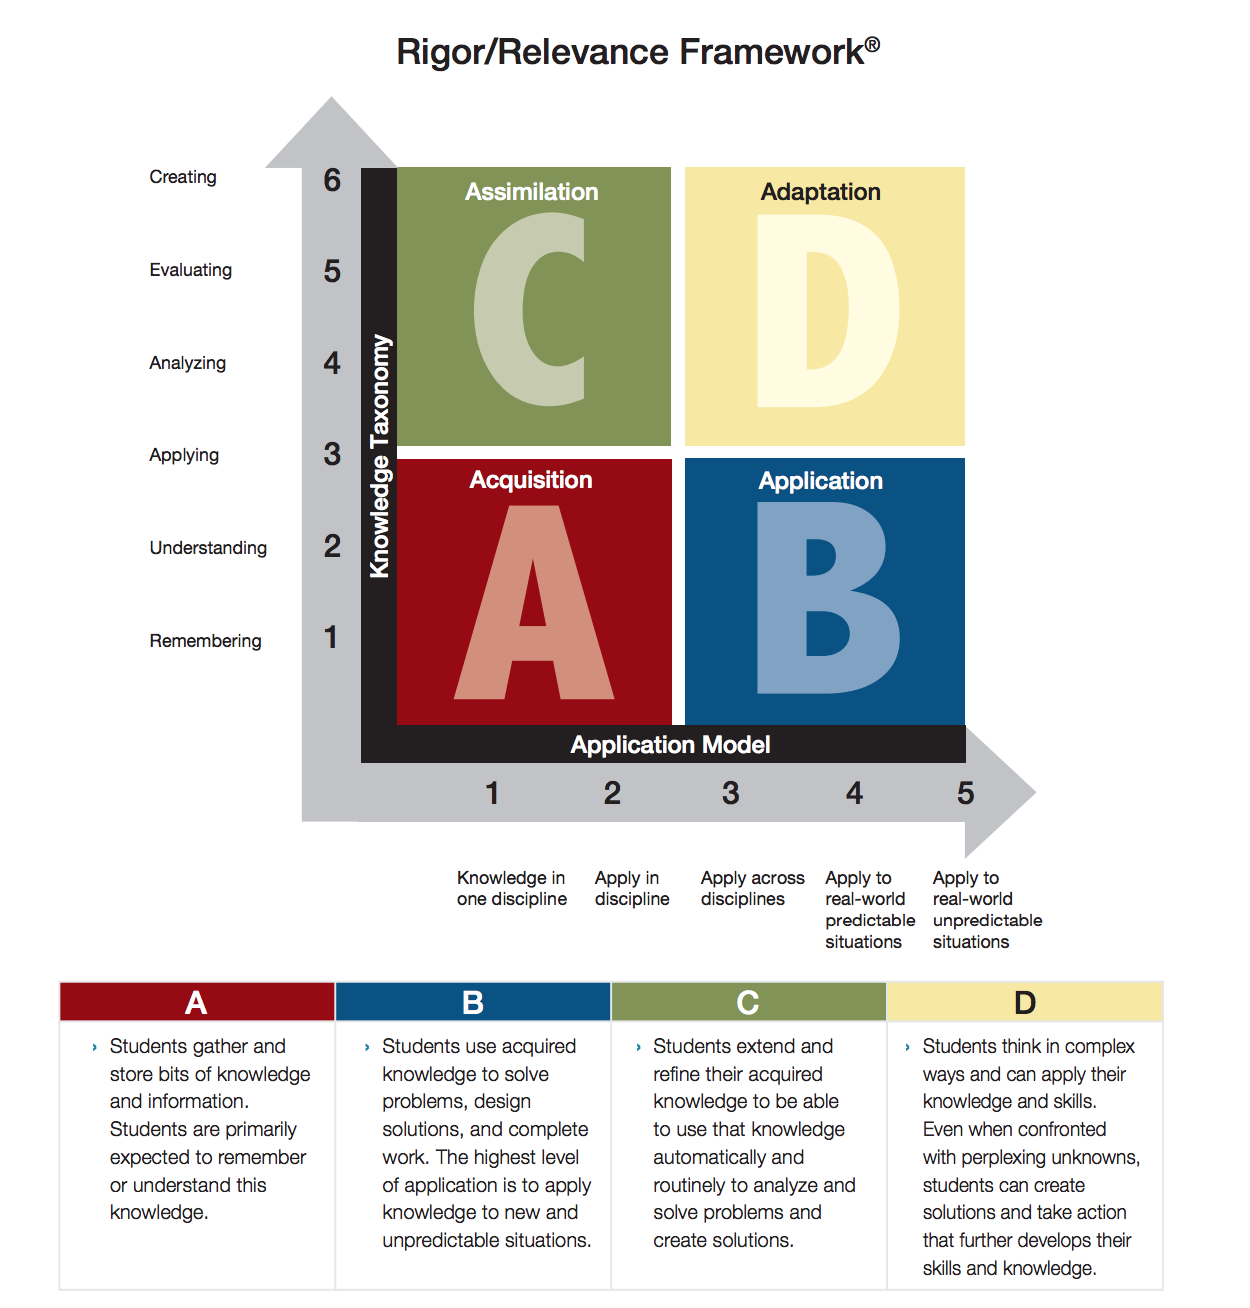 Rigor/Relevance Framework®
Creating
Evaluating
Analyzing
Applying
Understanding
Remembering
6
5
4
3
2
1
Knowledge Taxonomy
Assimilation
C
Adaptation
D
Acquisition
A
Application
B
Application Model
1 2 3 4 5
Knowledge in
one discipline
Apply in
discipline
Apply across
disciplines
Apply to
real-world
predictable
situations
Apply to
real-world
unpredictable
situations
A
› Students gather and
store bits of knowledge
and information.
Students are primarily
expected to remember
or understand this
knowledge.
B
› Students use acquired
knowledge to solve
problems, design
solutions, and complete
work. The highest level
of application is to apply
knowledge to new and
unpredictable situations.
C
› Students extend and
refine their acquired
knowledge to be able
to use that knowledge
automatically and
routinely to analyze and
solve problems and
create solutions.
D
› Students think in complex
ways and can apply their
knowledge and skills.
Even when confronted
with perplexing unknowns,
students can create
solutions and take action
that further develops their
skills and knowledge.